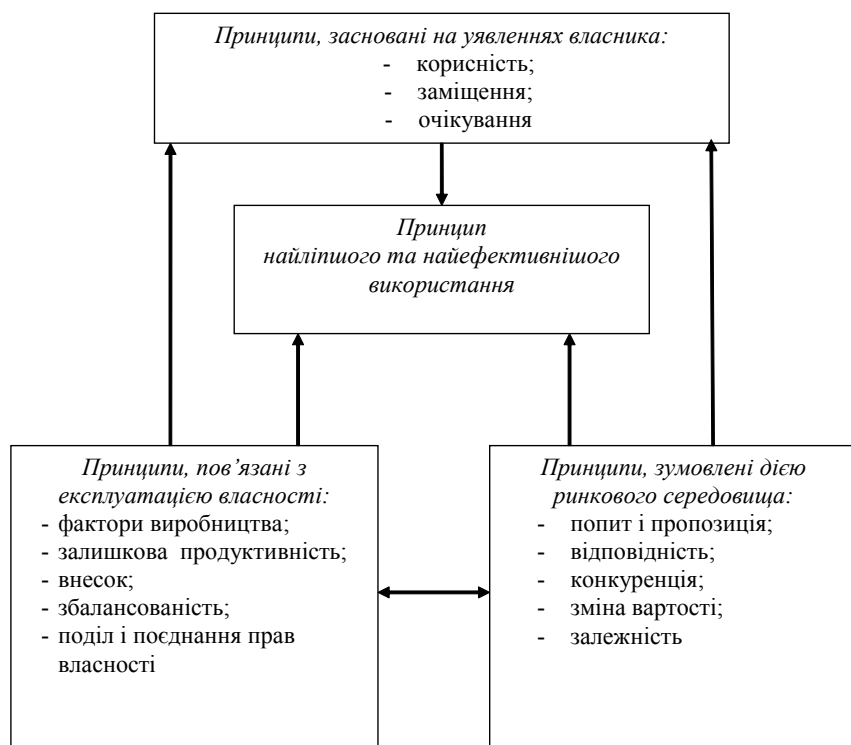 Принципи, засновані на уявленнях власника:
- корисність;
- заміщення;
- очікування
Принцип
найліпшого та найефективнішого
використання
Принципи, пов’язані з
експлуатацією власності:
- фактори виробництва;
- залишкова продуктивність;
- внесок;
- збалансованість;
- поділ і поєднання прав
власності
Принципи, зумовлені дією
ринкового середовища:
- попит і пропозиція;
- відповідність;
- конкуренція;
- зміна вартості;
- залежність